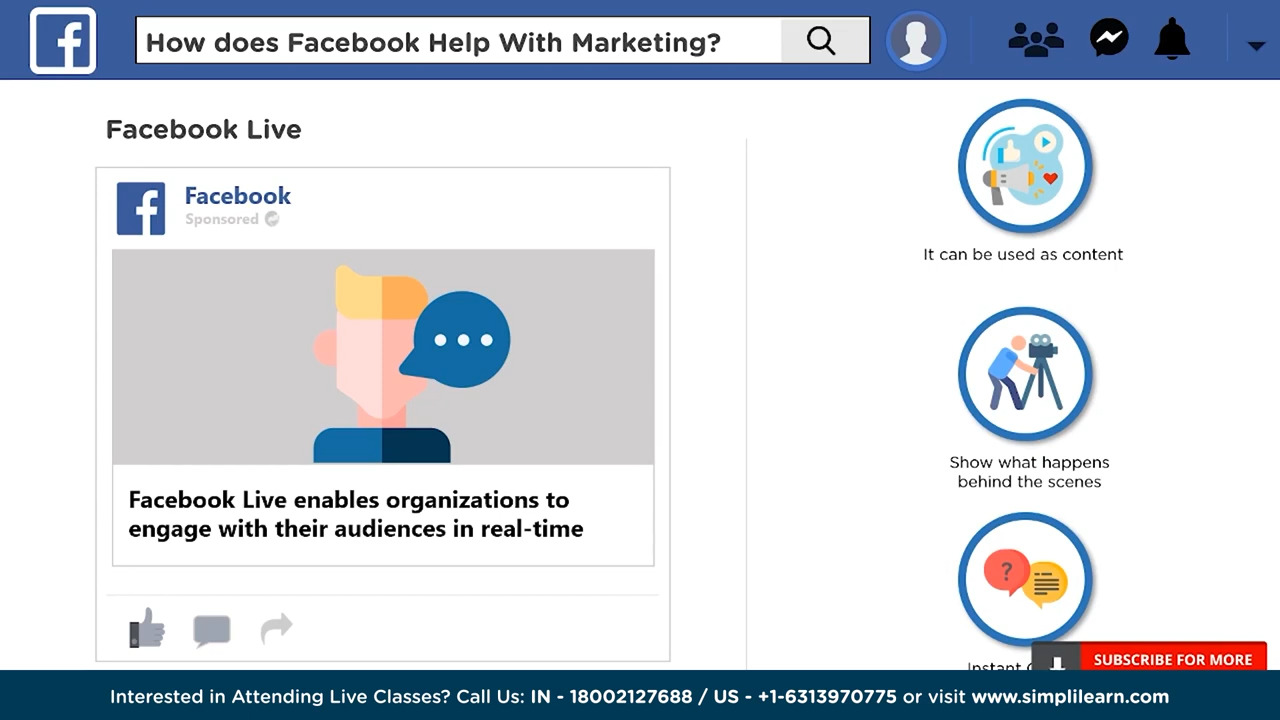 How does Facebook Help With Marketing?
Facebook Live
Facebook
Sponsored
Facebook Live enables organizations to
engage with their audiences in real-time
It can be used as content
Show what happens
behind the scenes
?
Instant
SUBSCRIBE FOR MORE
Interested in Attending Live Classes? Call Us: IN - 18002127688 / US - +1-6313970775 or visit www.simplilearn.com